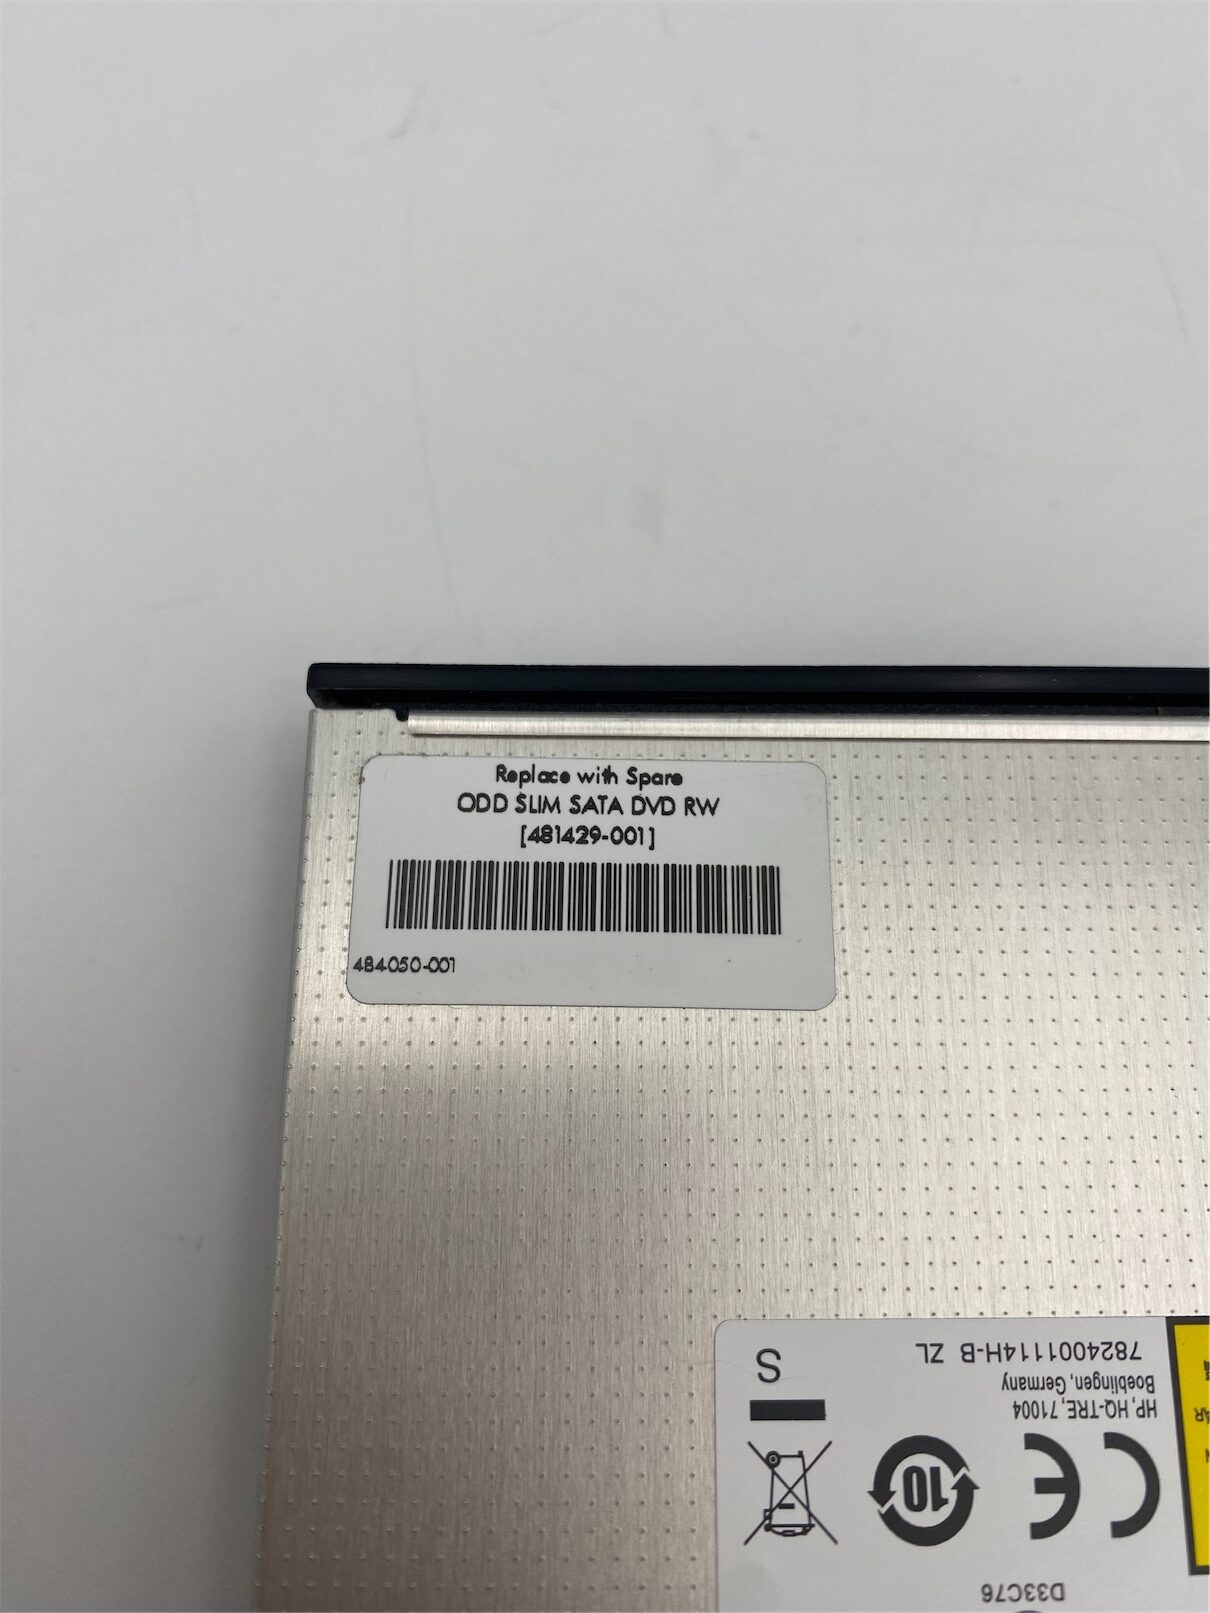 Replace with Spare
ODD SLIM SATA DVD RW
[481429-001]
484050-001
D33C76
10
CE
HP, HQ-TRE, 71004
Boeblingen, Germany
7824001114H-B ZL
S